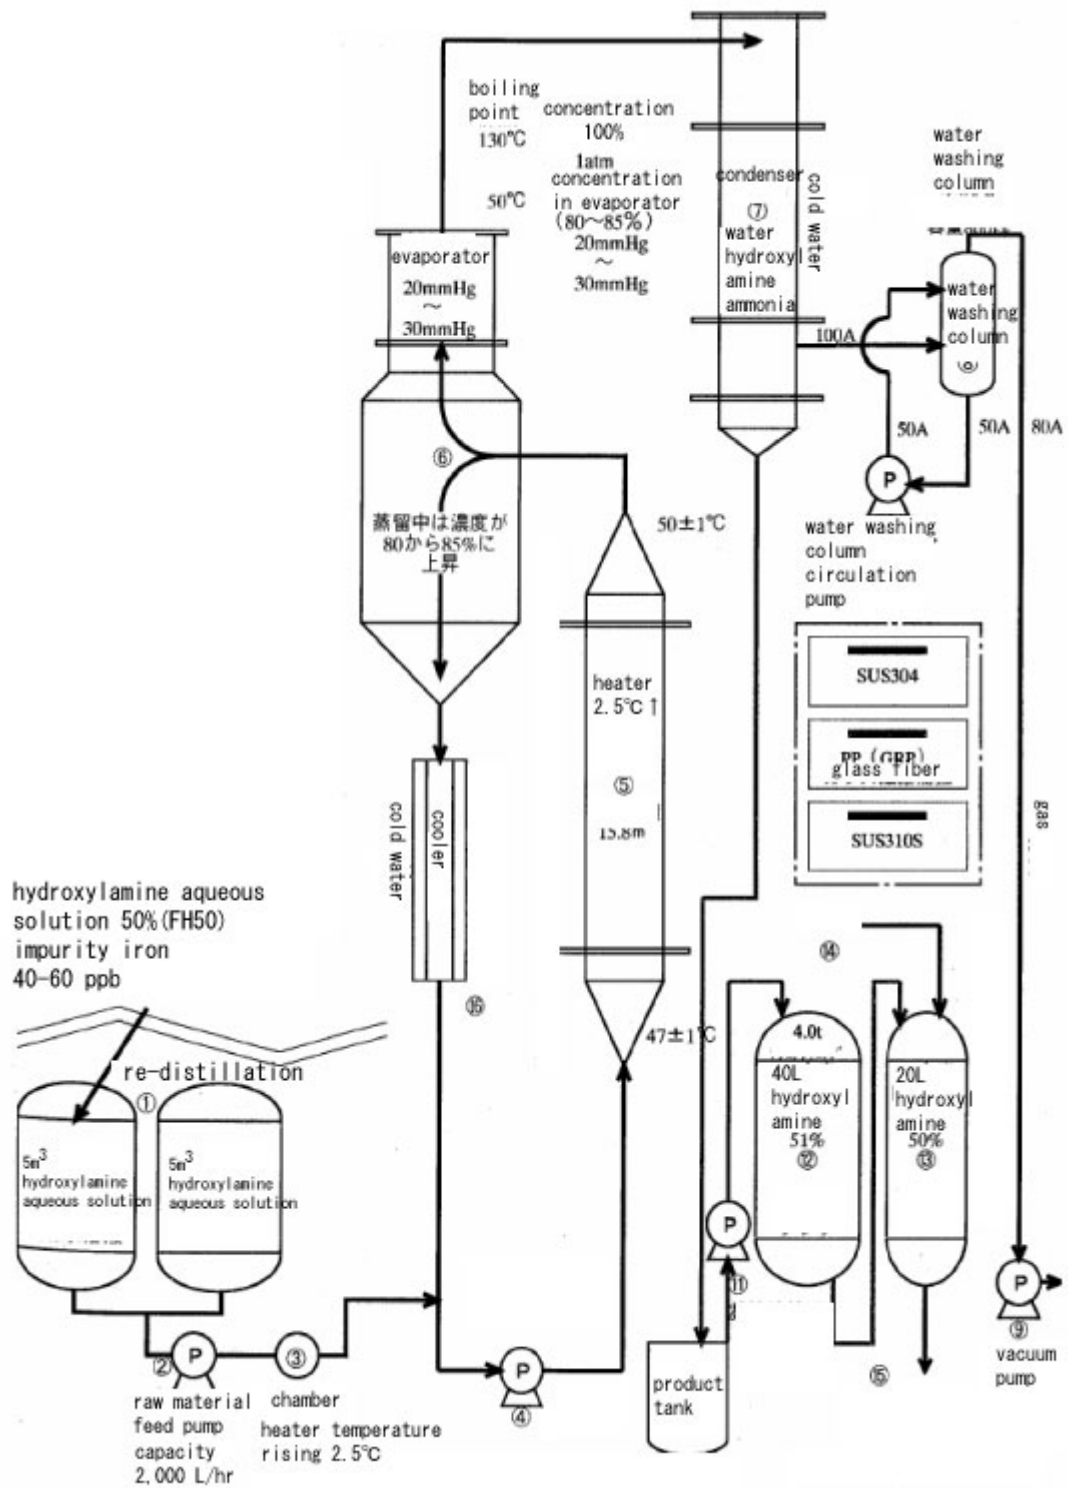 boiling
point
130℃
concentration
100%
1atm
50℃
concentration
in evaporator
(80～85%)
20mmHg
～
30mmHg
evaporator
20mmHg
～
30mmHg
condenser
⑦
water
hydroxyl
amine
ammonia
cold water
water
washing
column
water
washing
column
100A
50A
50A
80A
P
water washing
column
circulation
pump
⑥
蒸留中は濃度が
80から85%に
上昇
50±1℃
heater
2.5℃↑
⑤
15.8m
47±1℃
SUS304
PP (GRP)
glass fiber
SUS310S
gas
cold water
cooler
⑯
hydroxylamine aqueous
solution 50%(FH50)
impurity iron
40-60 ppb
re-distillation
①
5m³
hydroxylamine
aqueous solution
5m³
hydroxylamine
aqueous solution
②
P
③
raw material
feed pump
capacity
2,000 L/hr
chamber
heater temperature
rising 2.5℃
P
④
product
tank
P
⑪
⑭
4.0t
40L
hydroxyl
amine
51%
⑫
20L
hydroxyl
amine
50%
⑬
⑮
P
⑨
vacuum
pump